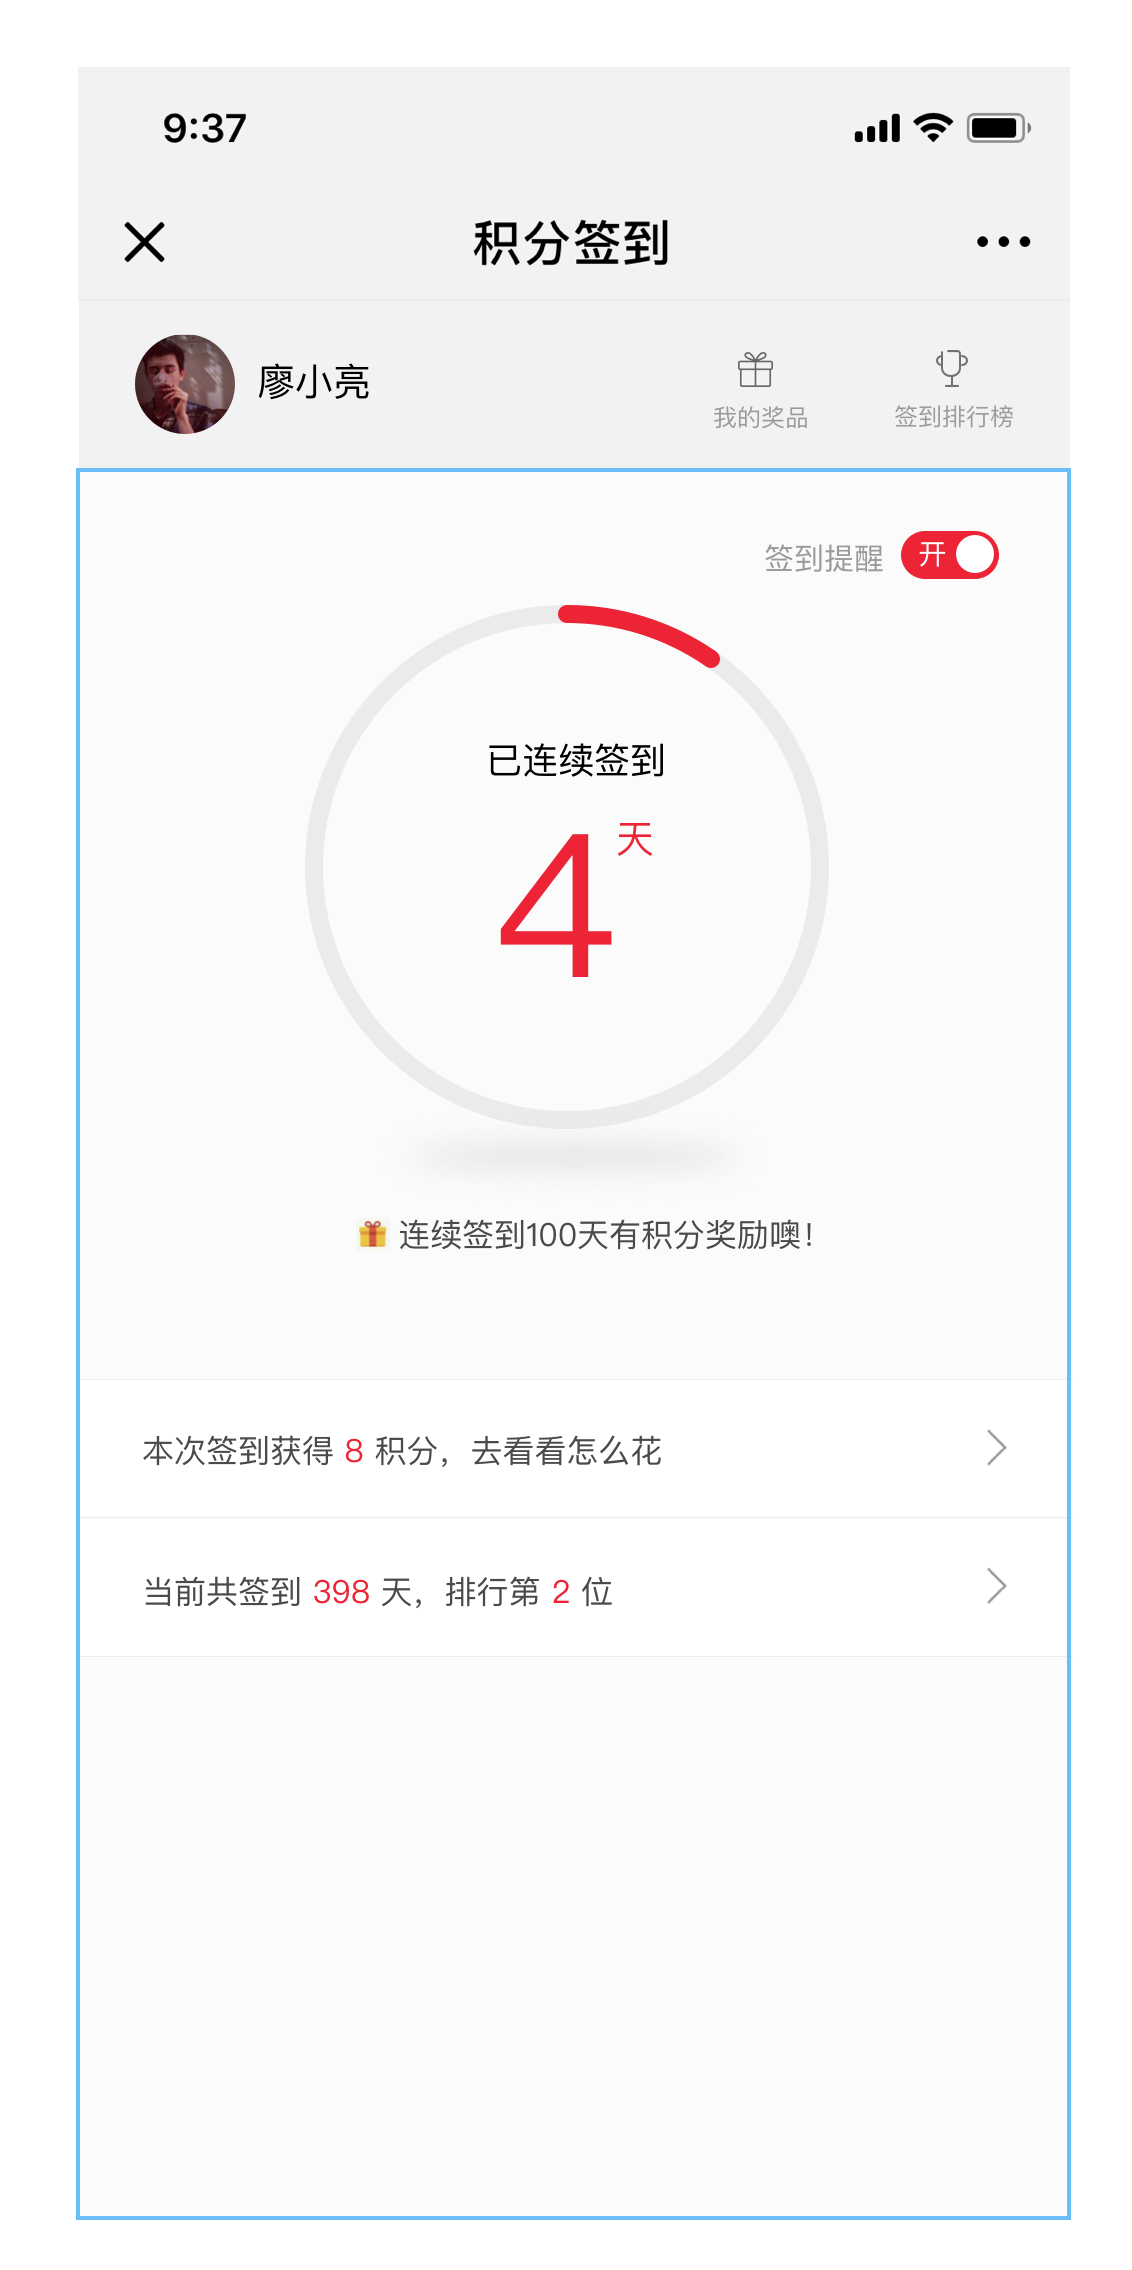 9:37
积分签到
廖小亮
我的奖品
签到排行榜
签到提醒 开
已连续签到
4天
连续签到100天有积分奖励噢！
本次签到获得 8 积分，去看看怎么花
当前共签到 398 天，排行第 2 位